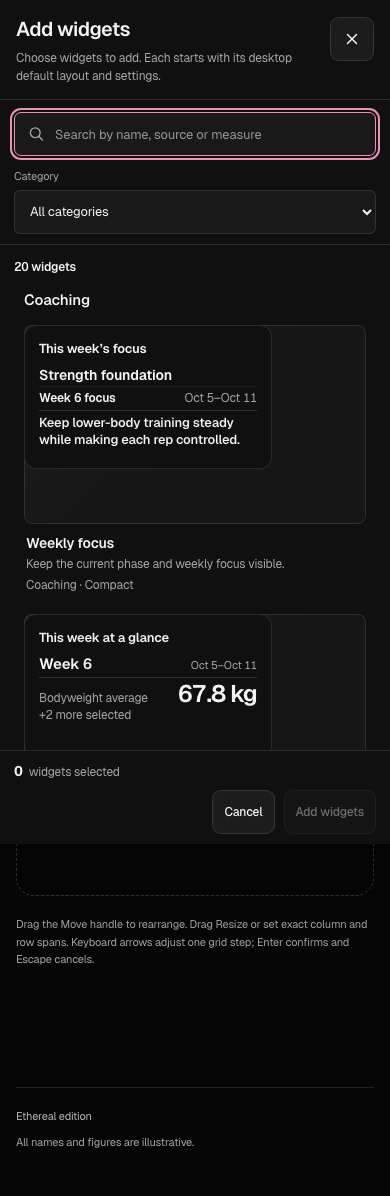 Add widgets
Choose widgets to add. Each starts with its desktop
default layout and settings.
Search by name, source or measure
Category
All categories
20 widgets
Coaching
This week's focus
Strength foundation
Week 6 focus Oct 5–Oct 11
Keep lower-body training steady
while making each rep controlled.
Weekly focus
Keep the current phase and weekly focus visible.
Coaching · Compact
This week at a glance
Week 6 Oct 5–Oct 11
Bodyweight average 67.8 kg
+2 more selected
0 widgets selected
Cancel Add widgets
Drag the Move handle to rearrange. Drag Resize or set exact column and
row spans. Keyboard arrows adjust one grid step; Enter confirms and
Escape cancels.
Ethereal edition
All names and figures are illustrative.